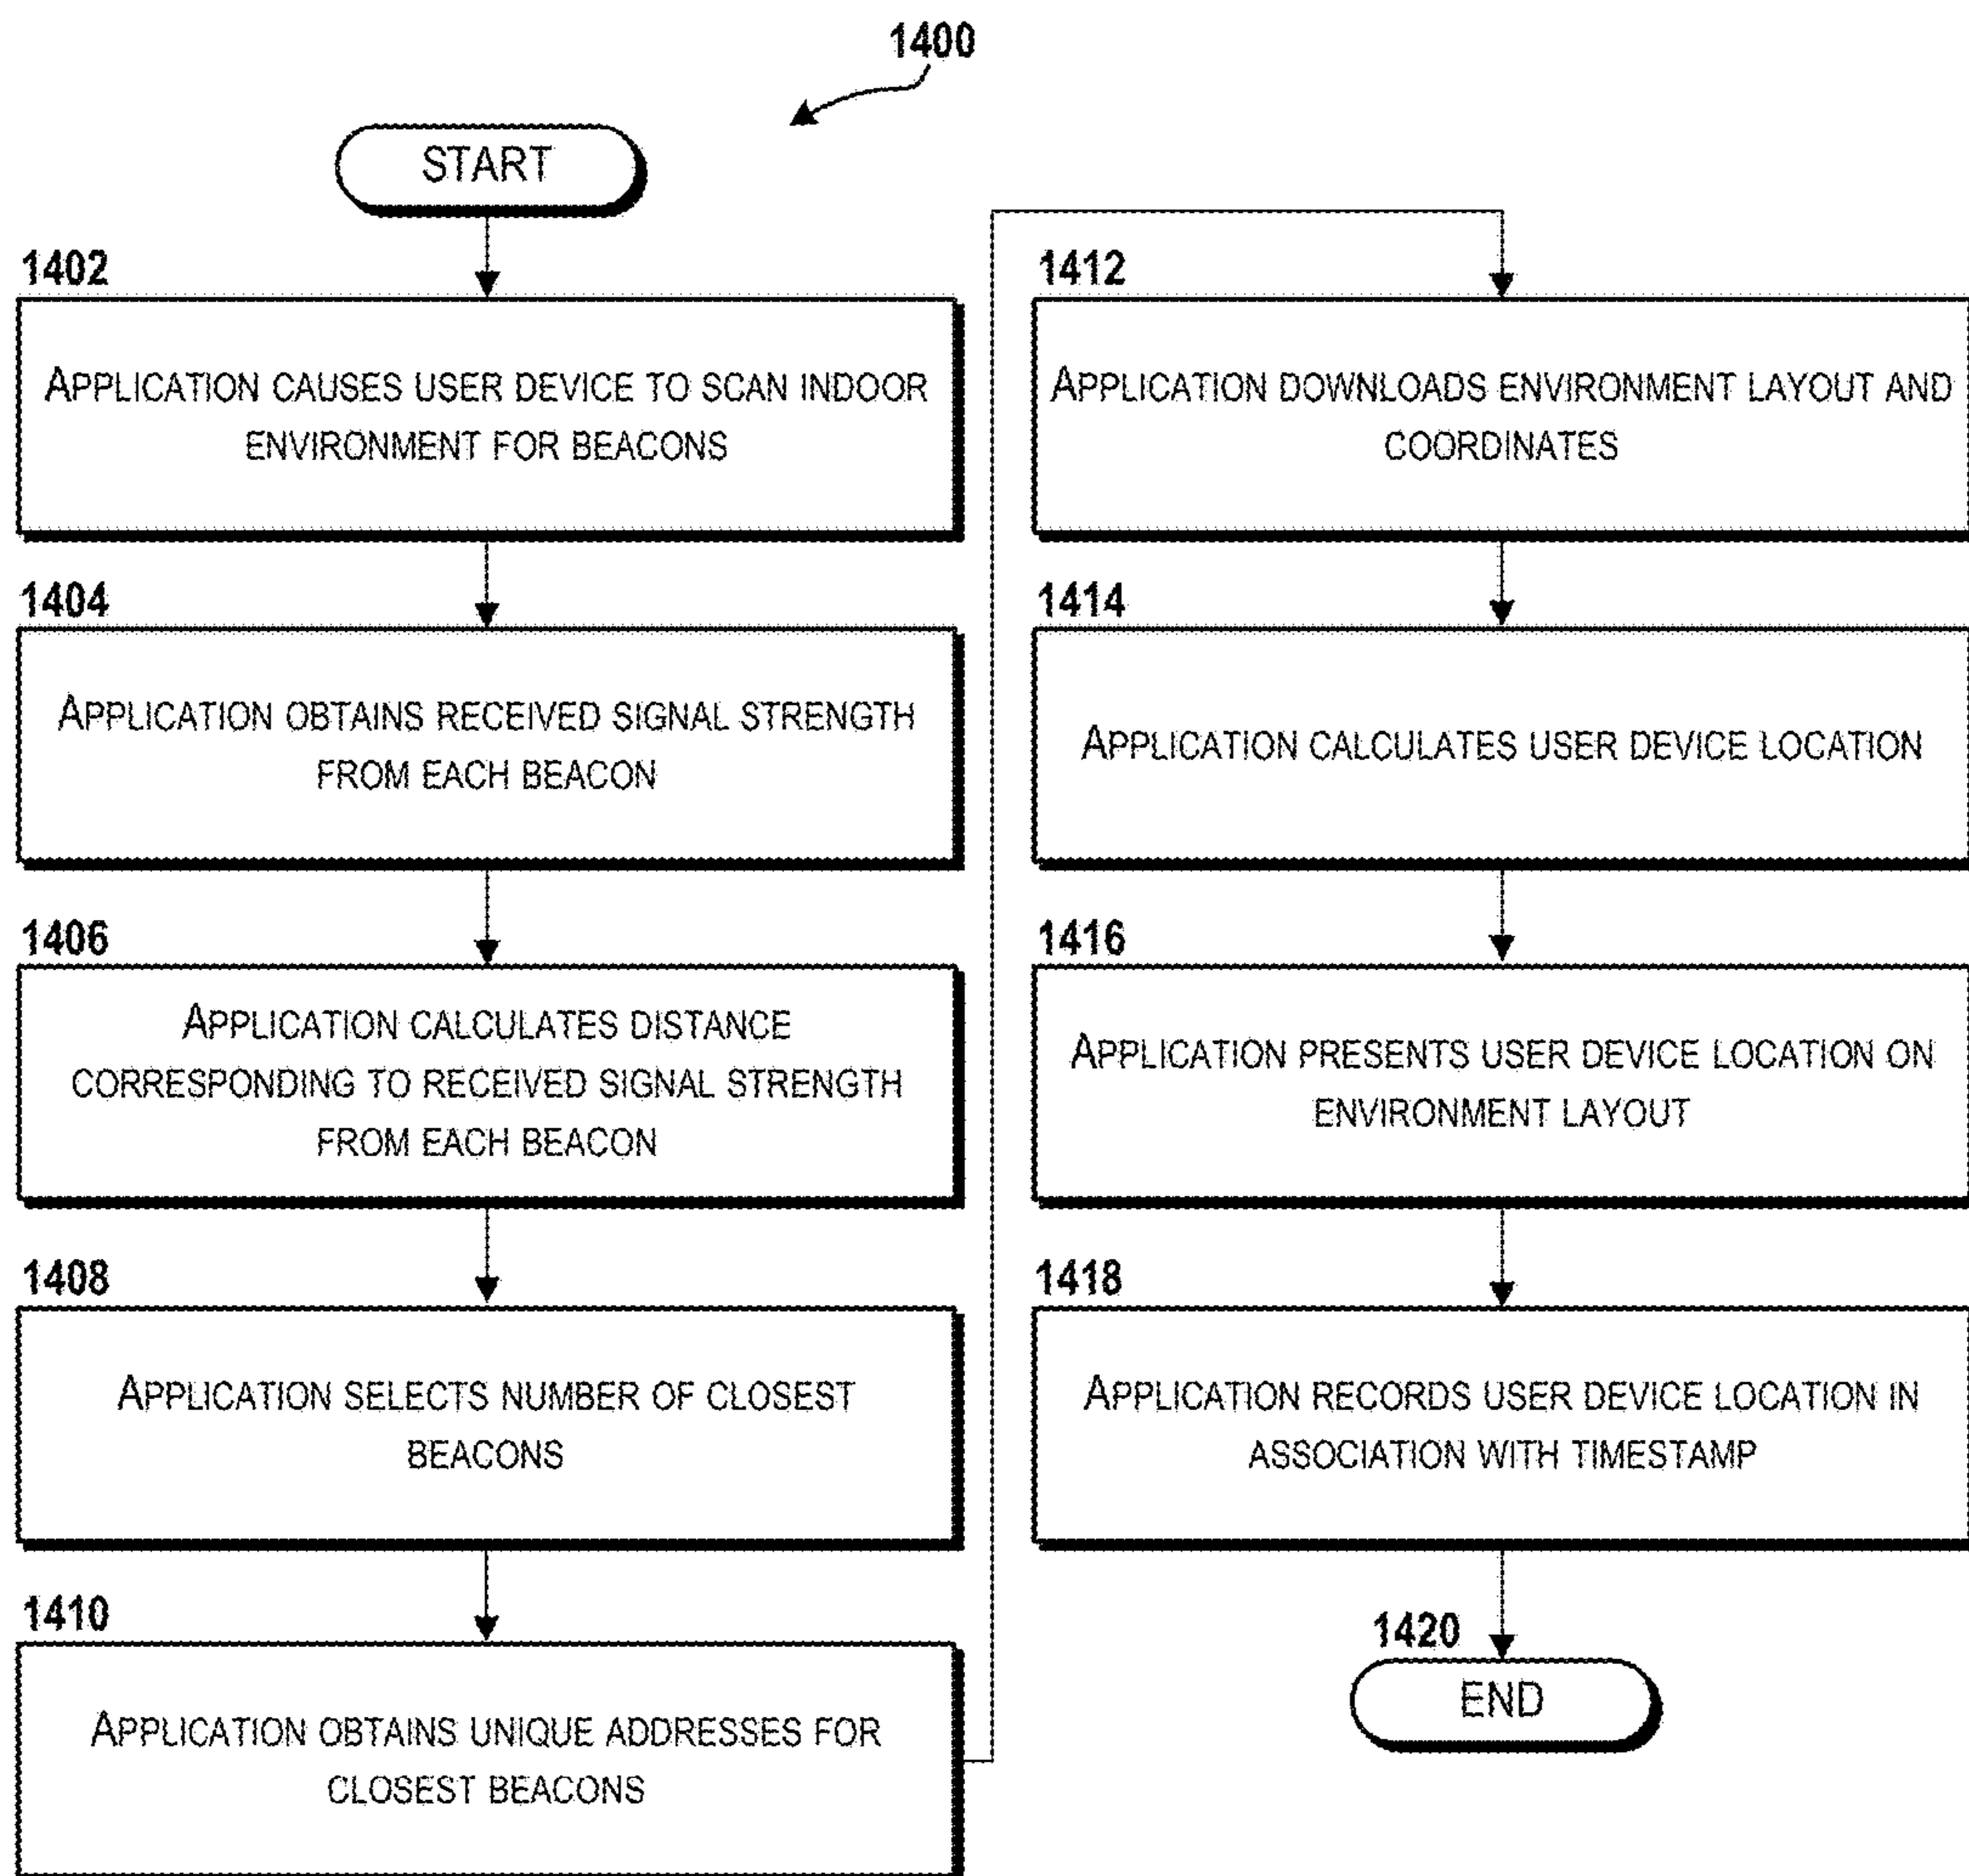 1400
START
1402
APPLICATION CAUSES USER DEVICE TO SCAN INDOOR
ENVIRONMENT FOR BEACONS
1404
APPLICATION OBTAINS RECEIVED SIGNAL STRENGTH
FROM EACH BEACON
1406
APPLICATION CALCULATES DISTANCE
CORRESPONDING TO RECEIVED SIGNAL STRENGTH
FROM EACH BEACON
1408
APPLICATION SELECTS NUMBER OF CLOSEST
BEACONS
1410
APPLICATION OBTAINS UNIQUE ADDRESSES FOR
CLOSEST BEACONS
1412
APPLICATION DOWNLOADS ENVIRONMENT LAYOUT AND
COORDINATES
1414
APPLICATION CALCULATES USER DEVICE LOCATION
1416
APPLICATION PRESENTS USER DEVICE LOCATION ON
ENVIRONMENT LAYOUT
1418
APPLICATION RECORDS USER DEVICE LOCATION IN
ASSOCIATION WITH TIMESTAMP
1420
END